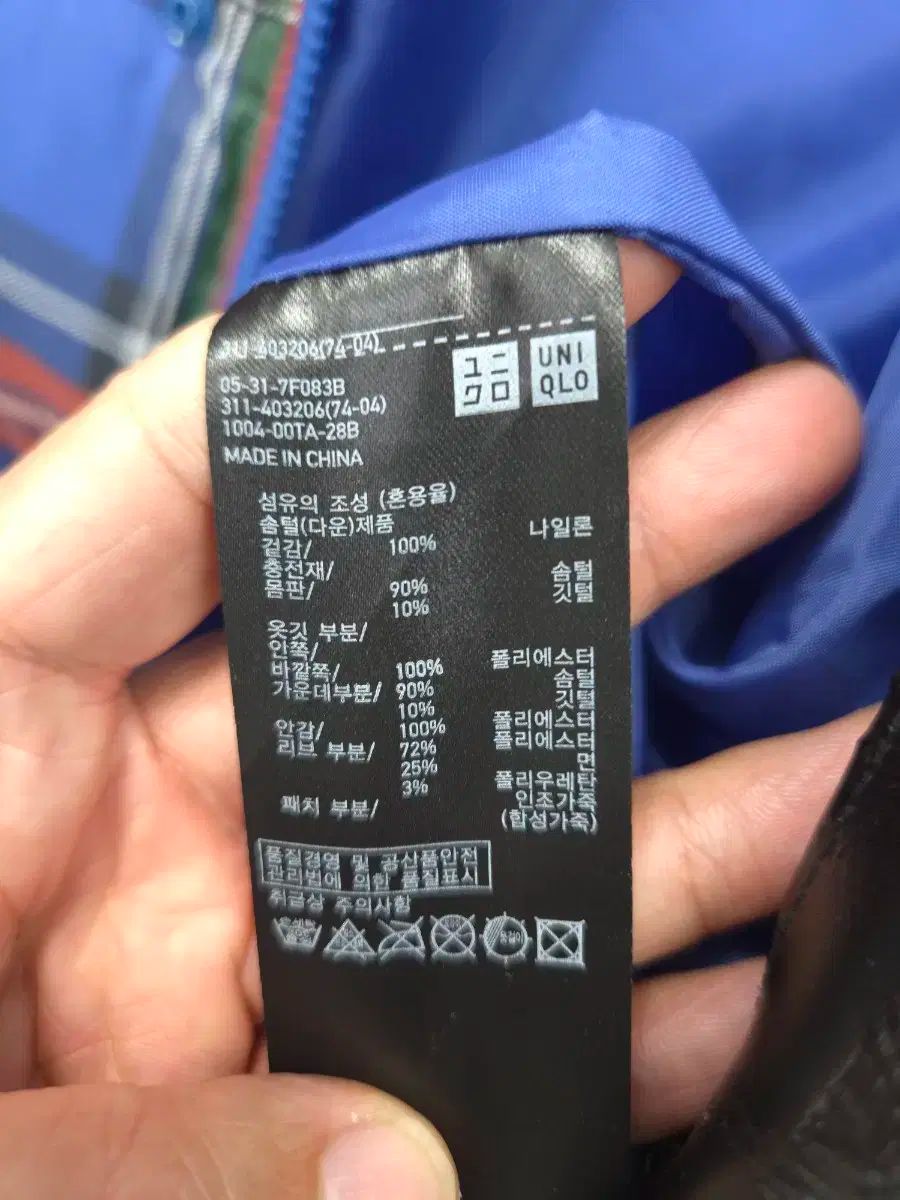 311-403206(74-04)
ユニ
クロ
UNI
QLO
05-31-7F083B
311-403206(74-04)
1004-00TA-28B
MADE IN CHINA
섬유의 조성 (혼용율)
솜털(다운)제품
겉감/ 100% 나일론
충전재/
몸판/ 90% 솜털
10% 깃털
옷깃 부분/
안쪽/
바깥쪽/ 100% 폴리에스터
가운데부분/ 90% 솜털
10% 깃털
안감/ 100% 폴리에스터
리브 부분/ 72% 폴리에스터
25% 면
3% 폴리우레탄
패치 부분/ 인조가죽
(합성가죽)
품질경영 및 공산품안전
관리법에 의한 품질표시
취급상 주의사항